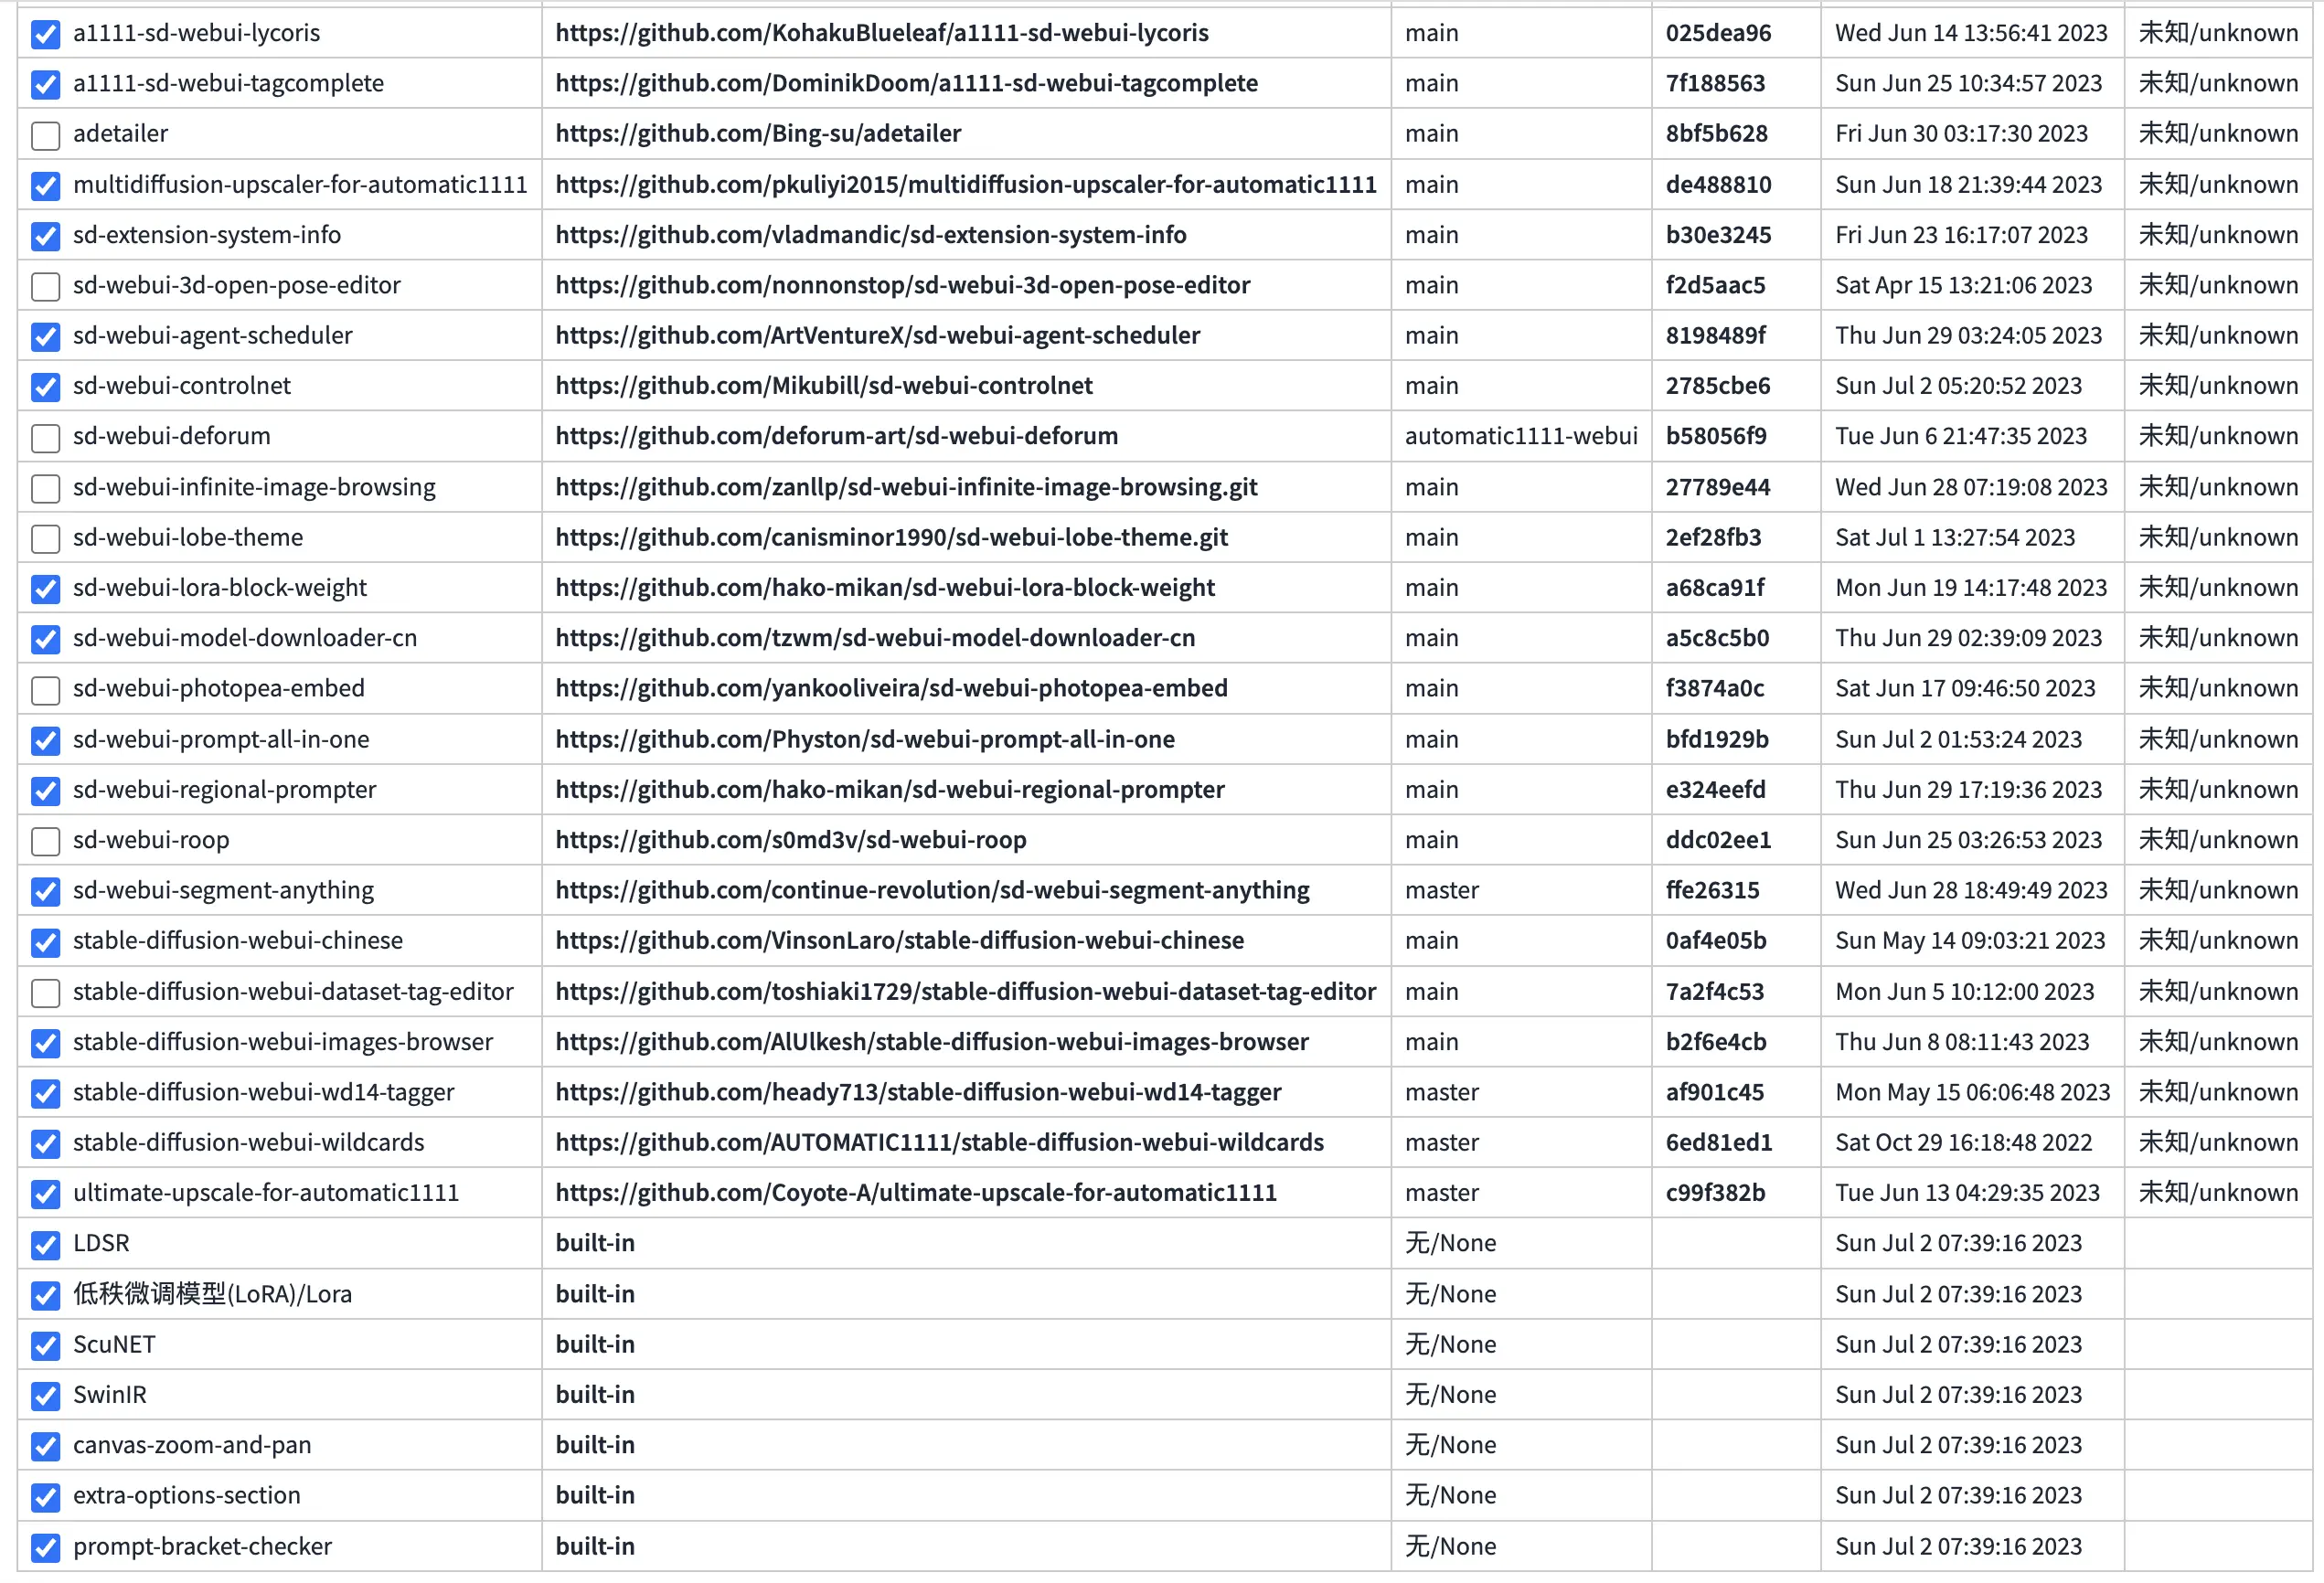 a1111-sd-webui-lycoris https://github.com/KohakuBlueleaf/a1111-sd-webui-lycoris main 025dea96 Wed Jun 14 13:56:41 2023 未知/unknown
a1111-sd-webui-tagcomplete https://github.com/DominikDoom/a1111-sd-webui-tagcomplete main 7f188563 Sun Jun 25 10:34:57 2023 未知/unknown
adetailer https://github.com/Bing-su/adetailer main 8bf5b628 Fri Jun 30 03:17:30 2023 未知/unknown
multidiffusion-upscaler-for-automatic1111 https://github.com/pkuliyi2015/multidiffusion-upscaler-for-automatic1111 main de488810 Sun Jun 18 21:39:44 2023 未知/unknown
sd-extension-system-info https://github.com/vladmandic/sd-extension-system-info main b30e3245 Fri Jun 23 16:17:07 2023 未知/unknown
sd-webui-3d-open-pose-editor https://github.com/nonnonstop/sd-webui-3d-open-pose-editor main f2d5aac5 Sat Apr 15 13:21:06 2023 未知/unknown
sd-webui-agent-scheduler https://github.com/ArtVentureX/sd-webui-agent-scheduler main 8198489f Thu Jun 29 03:24:05 2023 未知/unknown
sd-webui-controlnet https://github.com/Mikubill/sd-webui-controlnet main 2785cbe6 Sun Jul 2 05:20:52 2023 未知/unknown
sd-webui-deforum https://github.com/deforum-art/sd-webui-deforum automatic1111-webui b58056f9 Tue Jun 6 21:47:35 2023 未知/unknown
sd-webui-infinite-image-browsing https://github.com/zanllp/sd-webui-infinite-image-browsing.git main 27789e44 Wed Jun 28 07:19:08 2023 未知/unknown
sd-webui-lobe-theme https://github.com/canisminor1990/sd-webui-lobe-theme.git main 2ef28fb3 Sat Jul 1 13:27:54 2023 未知/unknown
sd-webui-lora-block-weight https://github.com/hako-mikan/sd-webui-lora-block-weight main a68ca91f Mon Jun 19 14:17:48 2023 未知/unknown
sd-webui-model-downloader-cn https://github.com/tzwm/sd-webui-model-downloader-cn main a5c8c5b0 Thu Jun 29 02:39:09 2023 未知/unknown
sd-webui-photopea-embed https://github.com/yankooliveira/sd-webui-photopea-embed main f3874a0c Sat Jun 17 09:46:50 2023 未知/unknown
sd-webui-prompt-all-in-one https://github.com/Physton/sd-webui-prompt-all-in-one main bfd1929b Sun Jul 2 01:53:24 2023 未知/unknown
sd-webui-regional-prompter https://github.com/hako-mikan/sd-webui-regional-prompter main e324eefd Thu Jun 29 17:19:36 2023 未知/unknown
sd-webui-roop https://github.com/s0md3v/sd-webui-roop main ddc02ee1 Sun Jun 25 03:26:53 2023 未知/unknown
sd-webui-segment-anything https://github.com/continue-revolution/sd-webui-segment-anything master ffe26315 Wed Jun 28 18:49:49 2023 未知/unknown
stable-diffusion-webui-chinese https://github.com/VinsonLaro/stable-diffusion-webui-chinese main 0af4e05b Sun May 14 09:03:21 2023 未知/unknown
stable-diffusion-webui-dataset-tag-editor https://github.com/toshiaki1729/stable-diffusion-webui-dataset-tag-editor main 7a2f4c53 Mon Jun 5 10:12:00 2023 未知/unknown
stable-diffusion-webui-images-browser https://github.com/AlUlkesh/stable-diffusion-webui-images-browser main b2f6e4cb Thu Jun 8 08:11:43 2023 未知/unknown
stable-diffusion-webui-wd14-tagger https://github.com/heady713/stable-diffusion-webui-wd14-tagger master af901c45 Mon May 15 06:06:48 2023 未知/unknown
stable-diffusion-webui-wildcards https://github.com/AUTOMATIC1111/stable-diffusion-webui-wildcards master 6ed81ed1 Sat Oct 29 16:18:48 2022 未知/unknown
ultimate-upscale-for-automatic1111 https://github.com/Coyote-A/ultimate-upscale-for-automatic1111 master c99f382b Tue Jun 13 04:29:35 2023 未知/unknown
LDSR built-in 无/None Sun Jul 2 07:39:16 2023
低秩微调模型(LoRA)/Lora built-in 无/None Sun Jul 2 07:39:16 2023
ScuNET built-in 无/None Sun Jul 2 07:39:16 2023
SwinIR built-in 无/None Sun Jul 2 07:39:16 2023
canvas-zoom-and-pan built-in 无/None Sun Jul 2 07:39:16 2023
extra-options-section built-in 无/None Sun Jul 2 07:39:16 2023
prompt-bracket-checker built-in 无/None Sun Jul 2 07:39:16 2023